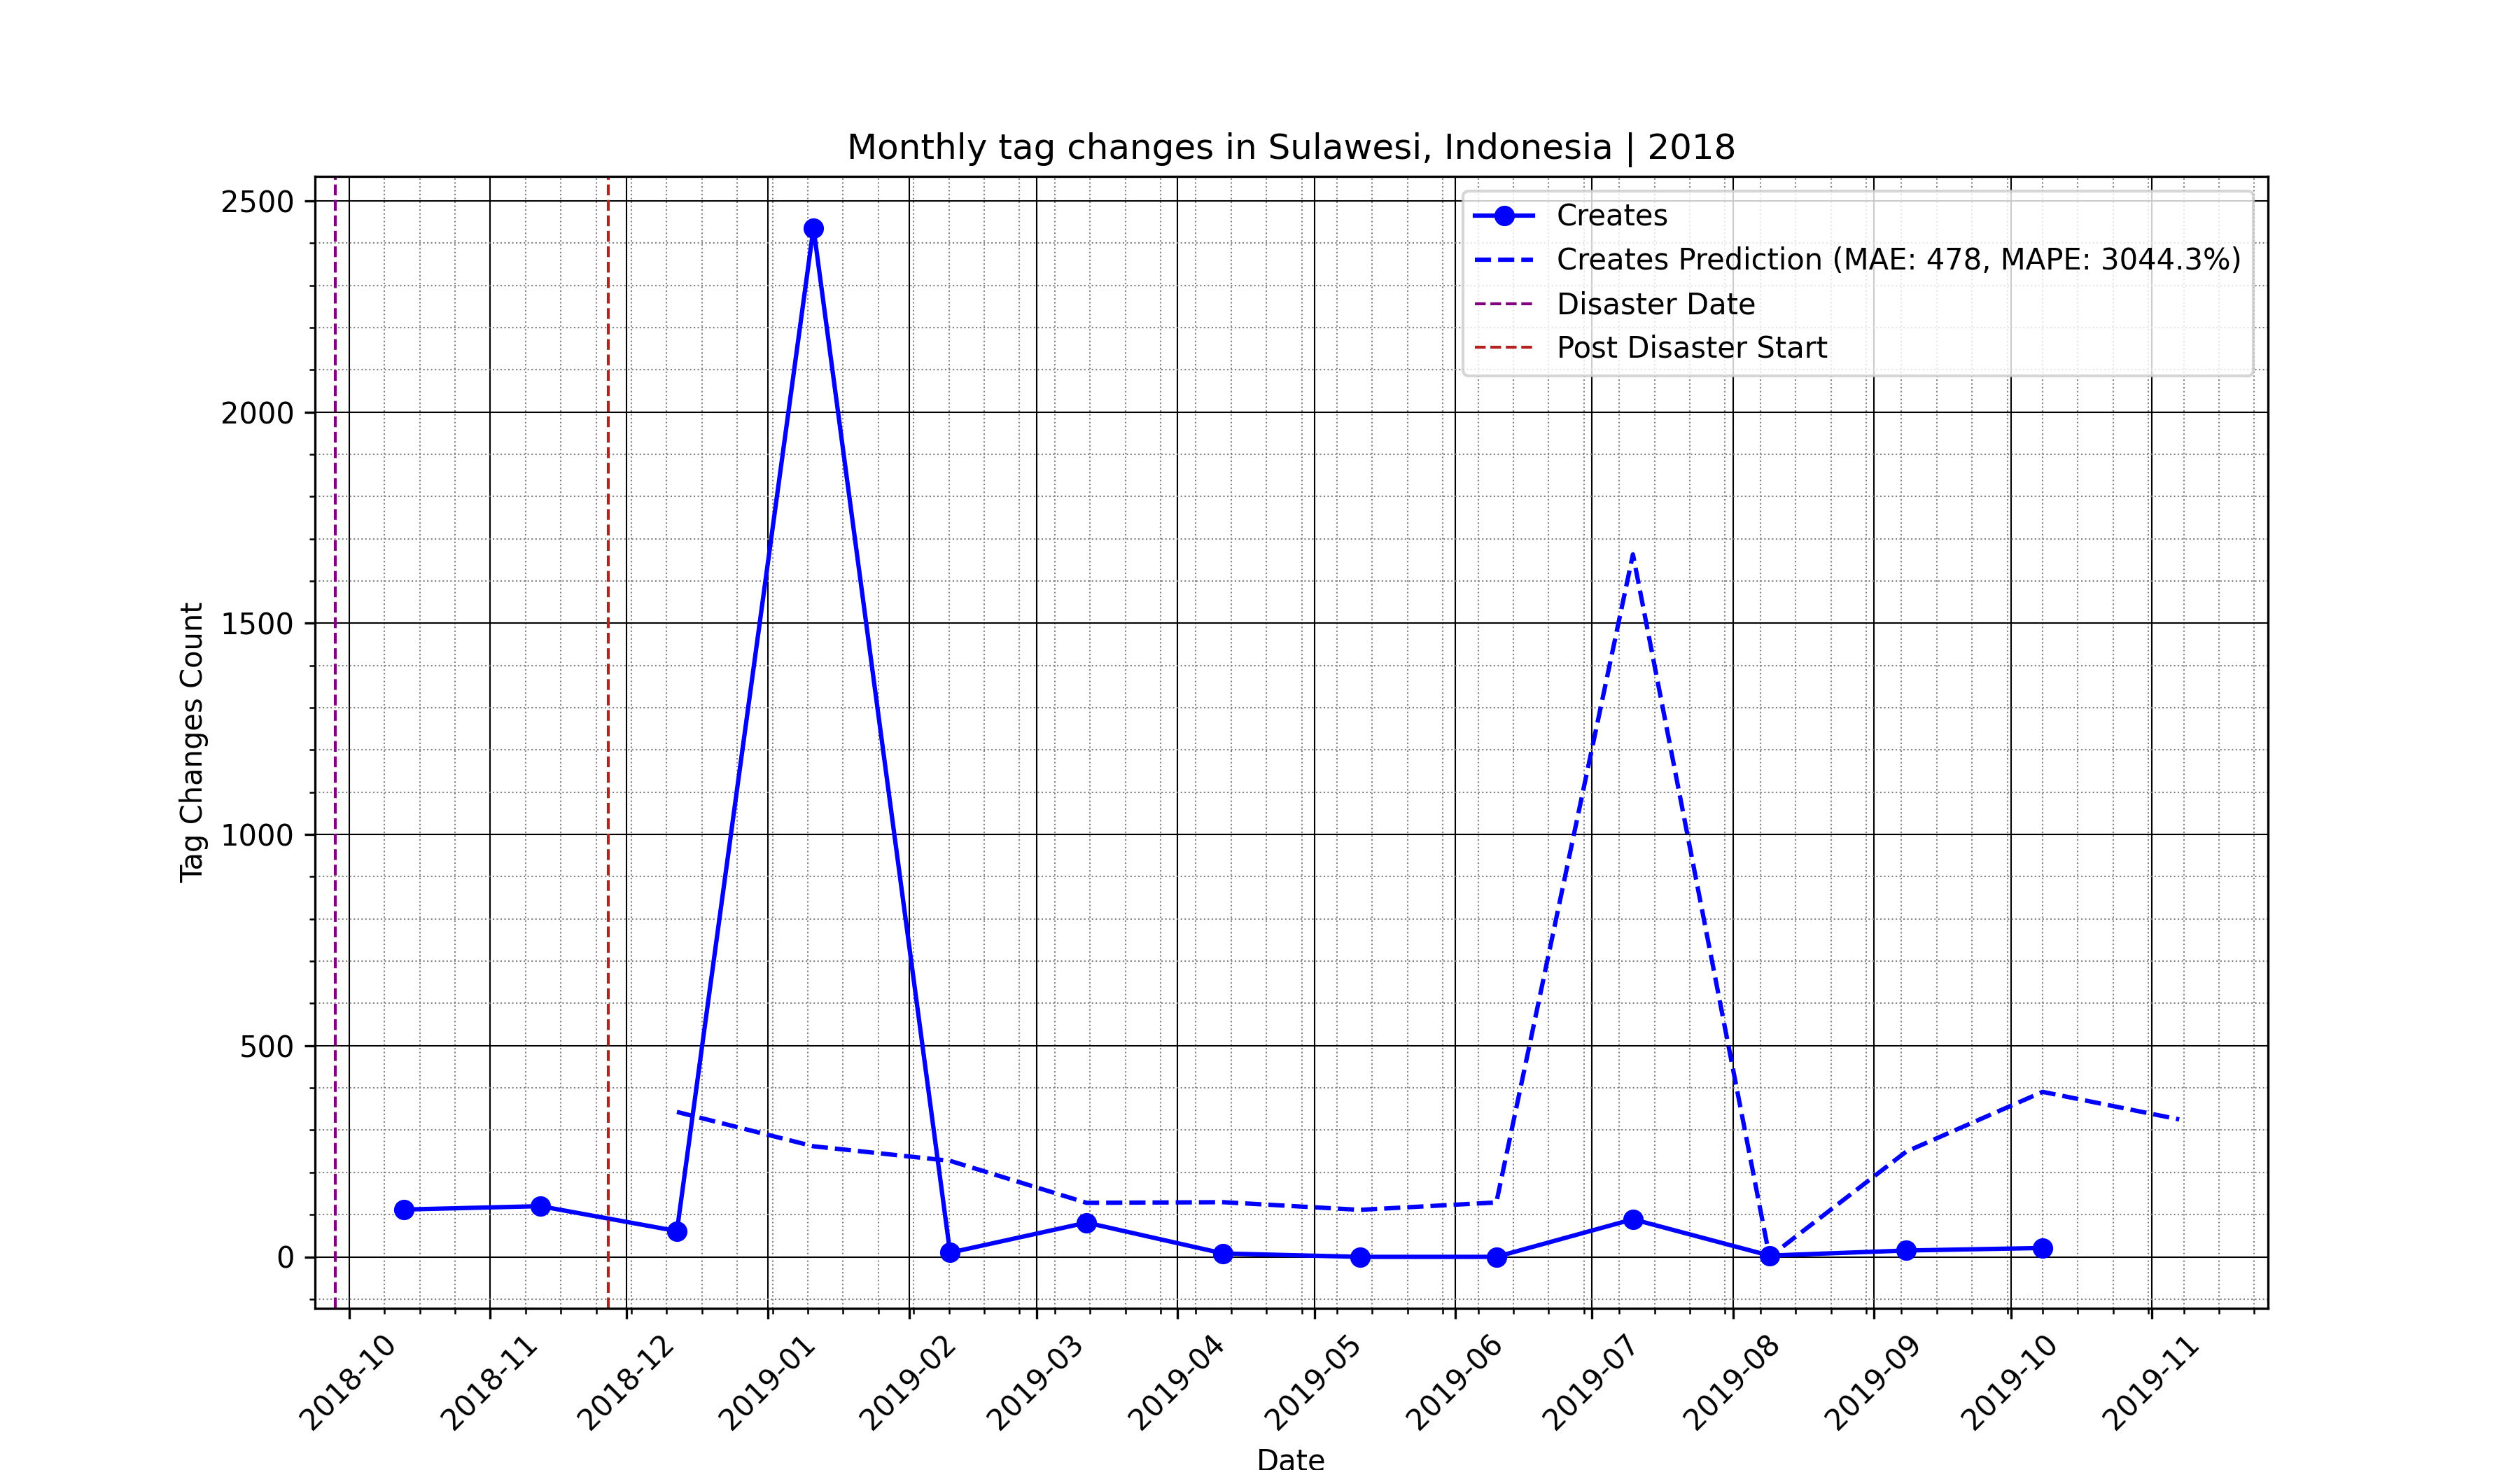 Monthly tag changes in Sulawesi, Indonesia | 2018
Creates
Creates Prediction (MAE: 478, MAPE: 3044.3%)
Disaster Date
Post Disaster Start
Tag Changes Count
2500
2000
1500
1000
500
0
2018-10
2018-11
2018-12
2019-01
2019-02
2019-03
2019-04
2019-05
2019-06
2019-07
2019-08
2019-09
2019-10
2019-11
Date